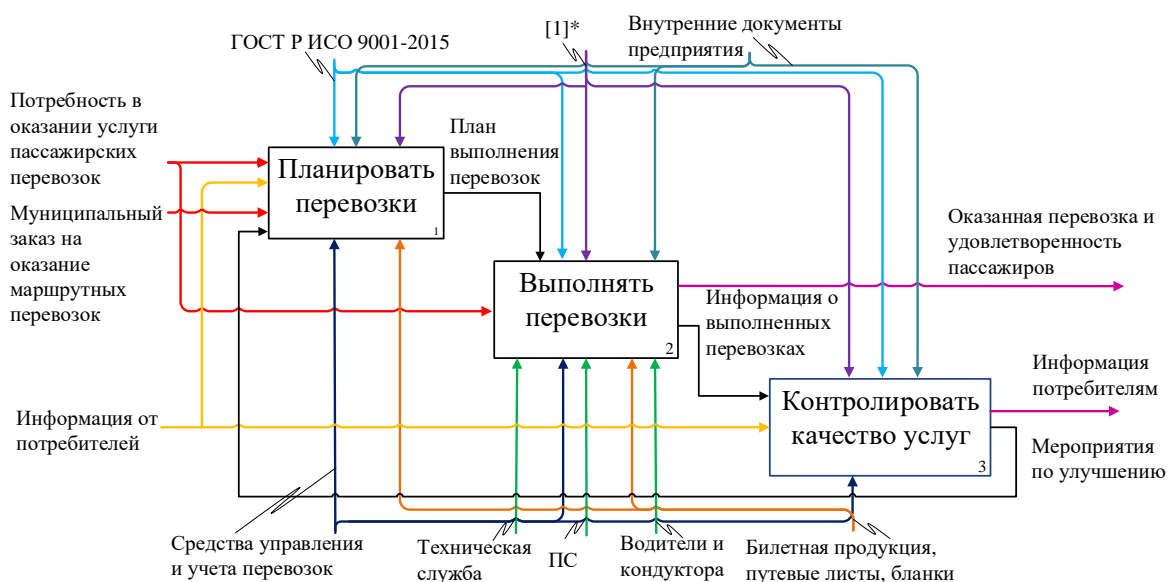 ГОСТ Р ИСО 9001-2015
[1]*
Внутренние документы
предприятия
Потребность в
оказании услуги
пассажирских
перевозок
Муниципальный
заказ на
оказание
маршрутных
перевозок
Планировать
перевозки
1
План
выполнения
перевозок
Выполнять
перевозки
2
Оказанная перевозка и
удовлетворенность
пассажиров
Информация о
выполненных
перевозках
Информация
потребителям
Контролировать
качество услуг
3
Мероприятия
по улучшению
Информация от
потребителей
Средства управления
и учета перевозок
Техническая
служба
ПС
Водители и
кондуктора
Билетная продукция,
путевые листы, бланки